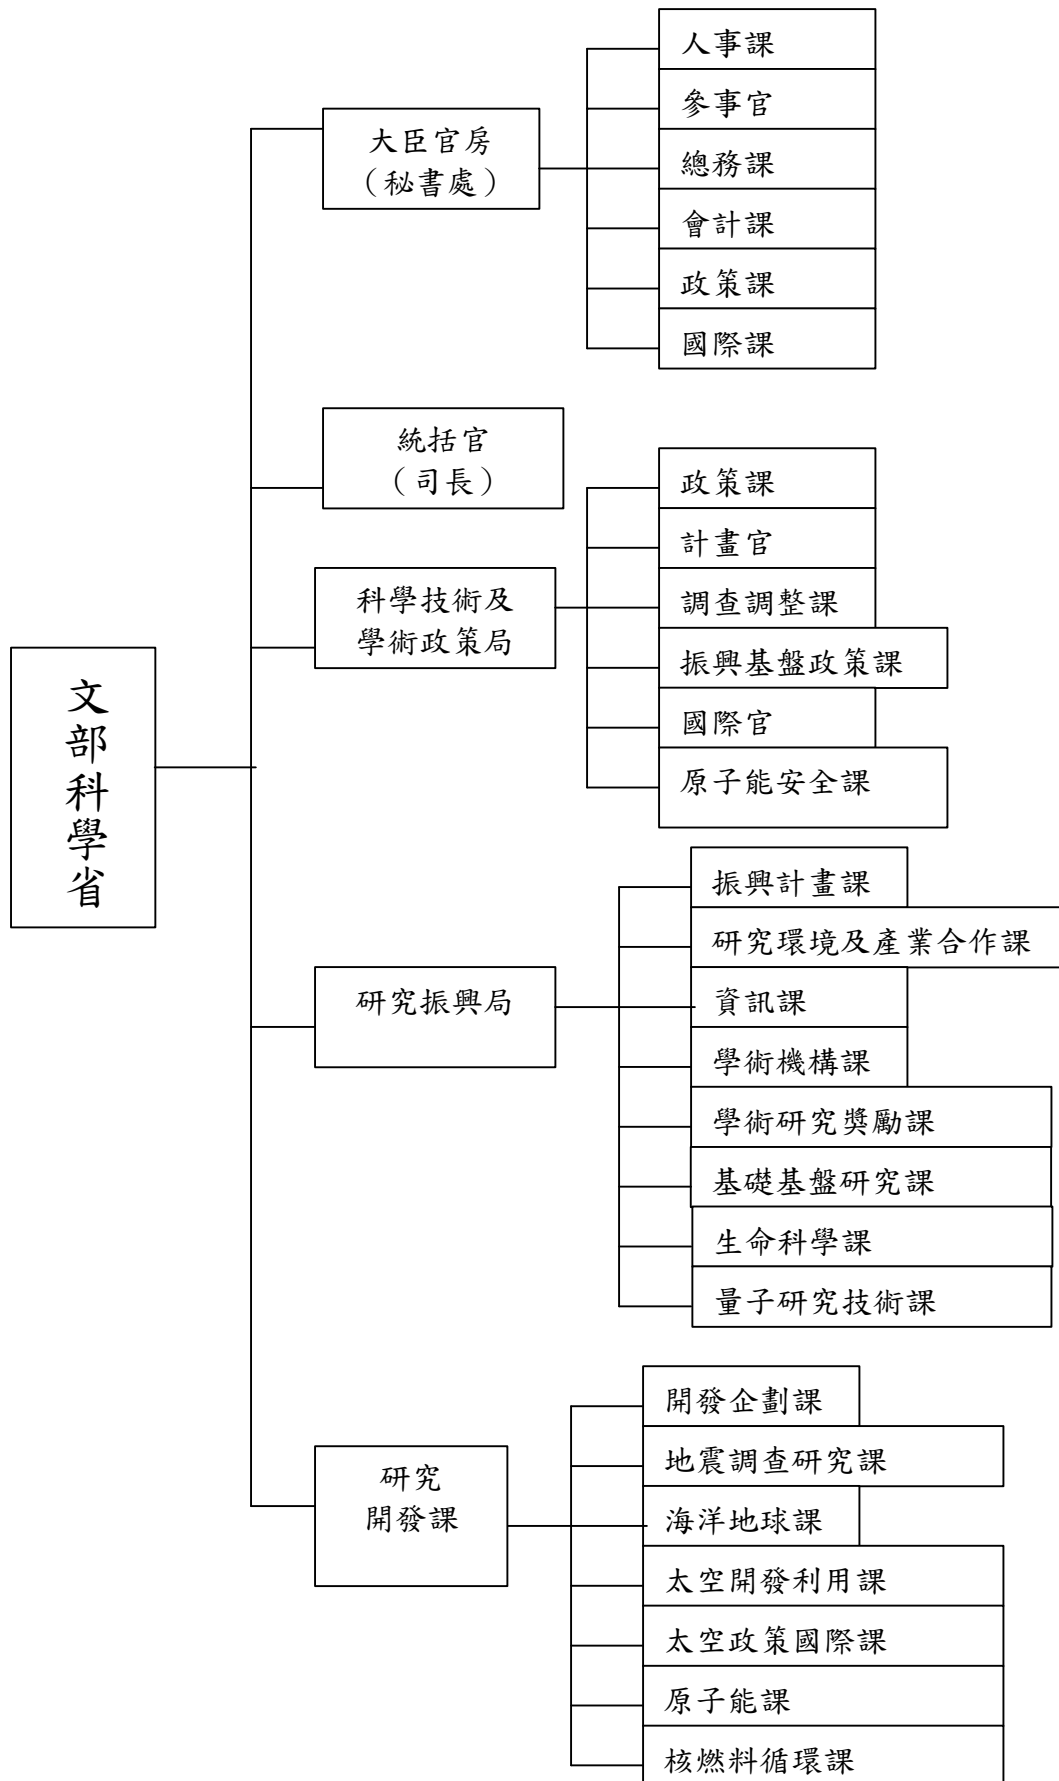 文部科學省
大臣官房
（秘書處）
人事課
參事官
總務課
會計課
政策課
國際課
統括官
（司長）
科學技術及
學術政策局
政策課
計畫官
調查調整課
振興基盤政策課
國際官
原子能安全課
研究振興局
振興計畫課
研究環境及產業合作課
資訊課
學術機構課
學術研究獎勵課
基礎基盤研究課
生命科學課
量子研究技術課
研究
開發課
開發企劃課
地震調查研究課
海洋地球課
太空開發利用課
太空政策國際課
原子能課
核燃料循環課